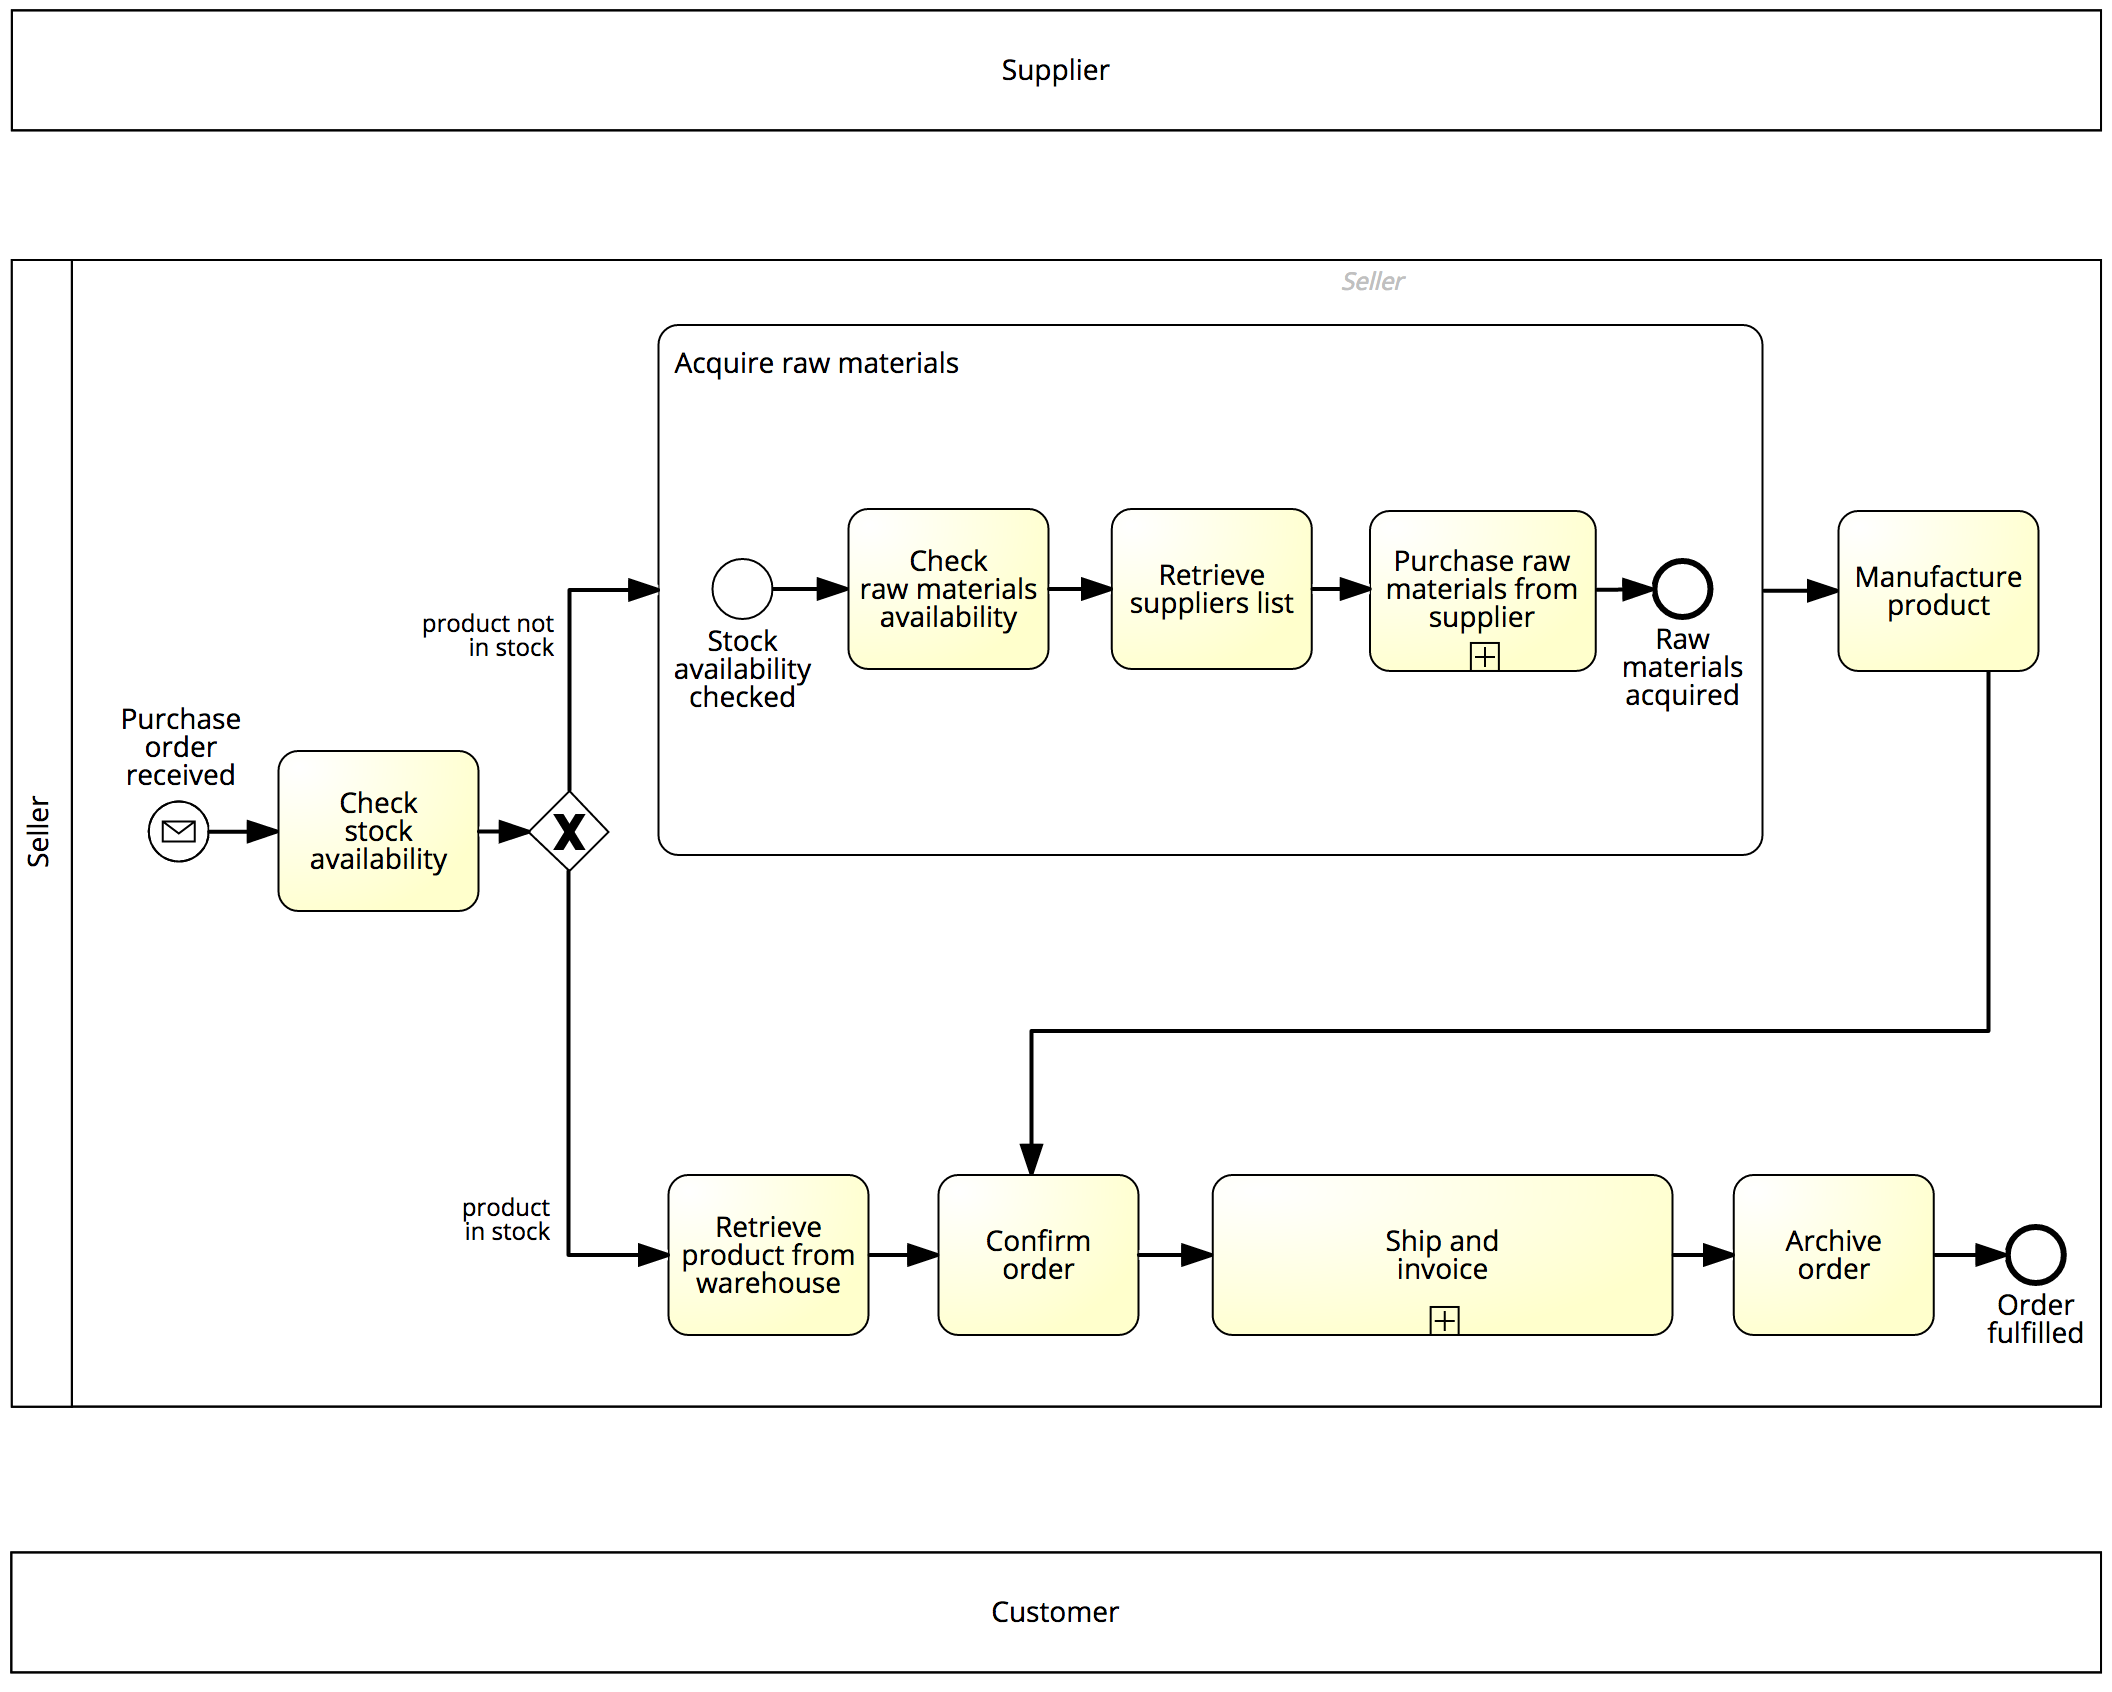 Supplier
Seller
Seller
Acquire raw materials
Stock
availability
checked
Check
raw materials
availability
Retrieve
suppliers list
Purchase raw
materials from
supplier
Raw
materials
acquired
Manufacture
product
product not
in stock
Purchase
order
received
Check
stock
availability
X
product
in stock
Retrieve
product from
warehouse
Confirm
order
Ship and
invoice
Archive
order
Order
fulfilled
Customer